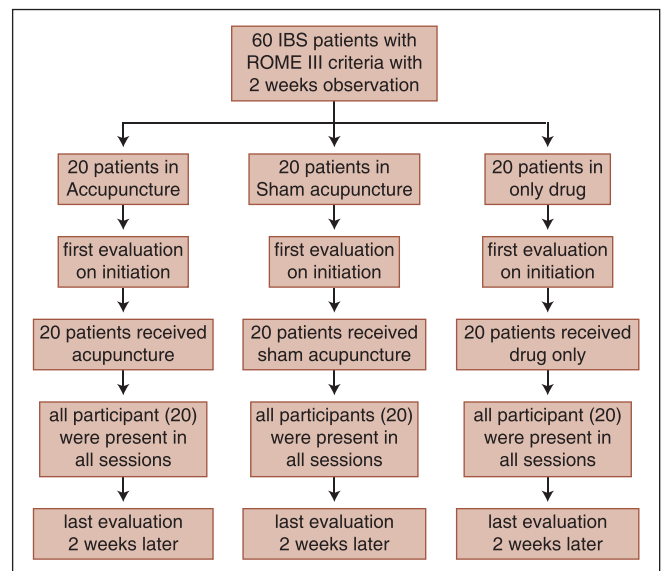 60 IBS patients with
ROME III criteria with
2 weeks observation
20 patients in
Accupuncture
20 patients in
Sham acupuncture
20 patients in
only drug
first evaluation
on initiation
first evaluation
on initiation
first evaluation
on initiation
20 patients received
acupuncture
20 patients received
sham acupuncture
20 patients received
drug only
all participant (20)
were present in
all sessions
all participants (20)
were present in
all sessions
all participant (20)
were present in
all sessions
last evaluation
2 weeks later
last evaluation
2 weeks later
last evaluation
2 weeks later